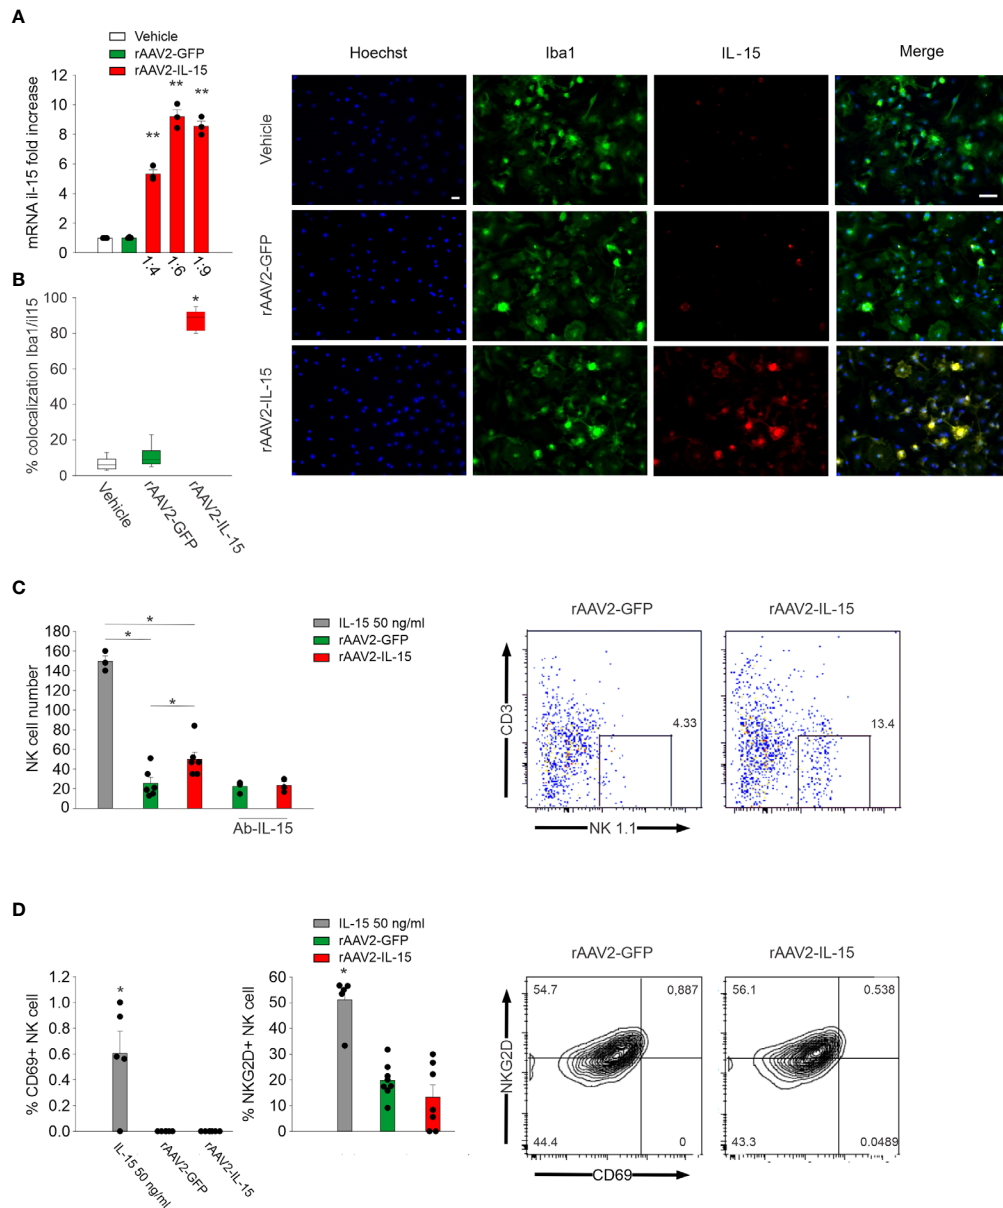 A
Vehicle
rAAV2-GFP
rAAV2-IL-15
mRNA il-15 fold increase
12
10
8
6
4
2
0
**
**
**
1:4
1:6
1:9
Hoechst
Iba1
IL-15
Merge
Vehicle
rAAV2-GFP
rAAV2-IL-15
B
% colocalization Iba1/il15
100
80
60
40
20
0
*
Vehicle
rAAV2-GFP
rAAV2-IL-15
C
NK cell number
180
160
140
120
100
80
60
40
20
0
*
*
*
Ab-IL-15
IL-15 50 ng/ml
rAAV2-GFP
rAAV2-IL-15
rAAV2-GFP
rAAV2-IL-15
CD3
4.33
13.4
NK 1.1
D
IL-15 50 ng/ml
rAAV2-GFP
rAAV2-IL-15
% CD69+ NK cell
1.2
1.0
0.8
0.6
0.4
0.2
0.0
*
IL-15 50 ng/ml
rAAV2-GFP
rAAV2-IL-15
% NKG2D+ NK cell
60
50
40
30
20
10
0
*
rAAV2-GFP
rAAV2-IL-15
NKG2D
54.7
0,887
44.4
0
56.1
0.538
43.3
0.0489
CD69